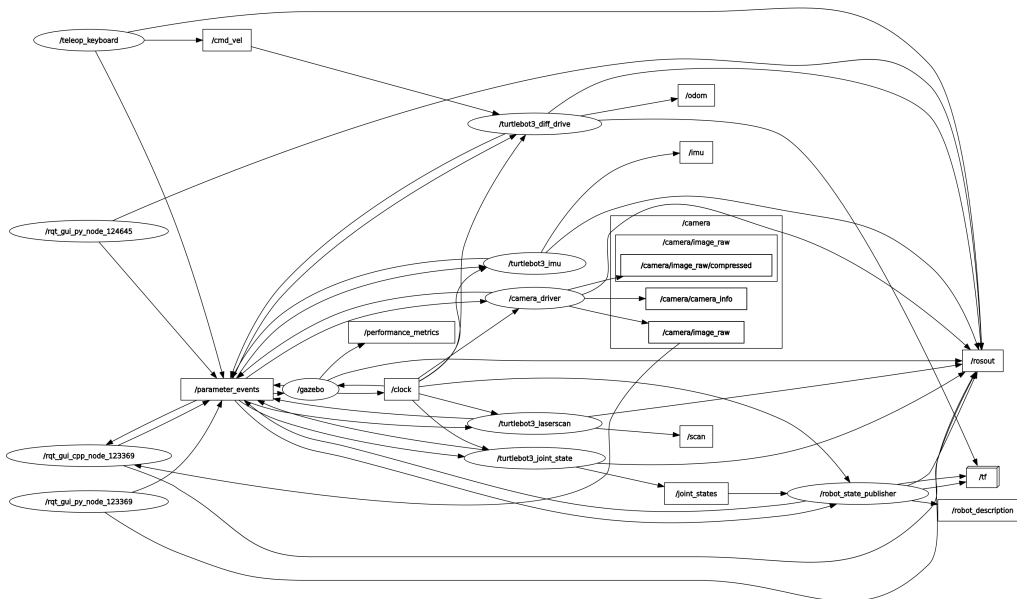 /teleop_keyboard
/cmd_vel
/odom
/turtlebot3_diff_drive
/imu
/camera
/rqt_gui_py_node_124645
/camera/image_raw
/turtlebot3_imu
/camera/image_raw/compressed
/camera_driver
/camera/camera_info
/performance_metrics
/camera/image_raw
/rosout
/parameter_events
/gazebo
/clock
/turtlebot3_laserscan
/scan
/rqt_gui_cpp_node_123369
/turtlebot3_joint_state
/tf
/joint_states
/robot_state_publisher
/rqt_gui_py_node_123369
/robot_description